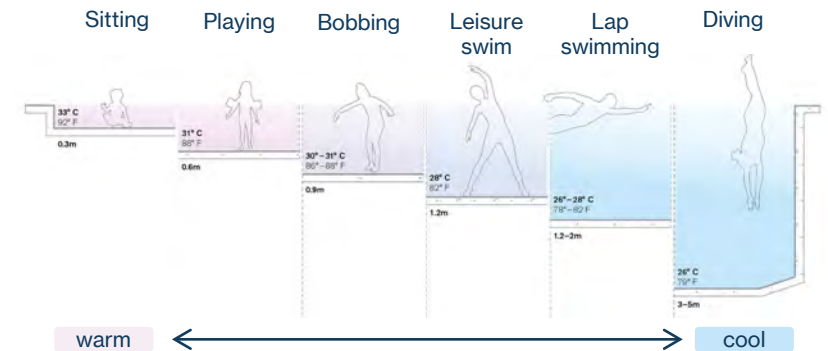 Sitting
Playing
Bobbing
Leisure
swim
Lap
swimming
Diving
33° C
92° F
0.3m
31° C
88° F
0.6m
30°–31° C
86°–88° F
0.9m
28° C
82° F
1.2m
26°–28° C
78°–82 F
1.2–2m
26° C
79° F
3–5m
warm
cool